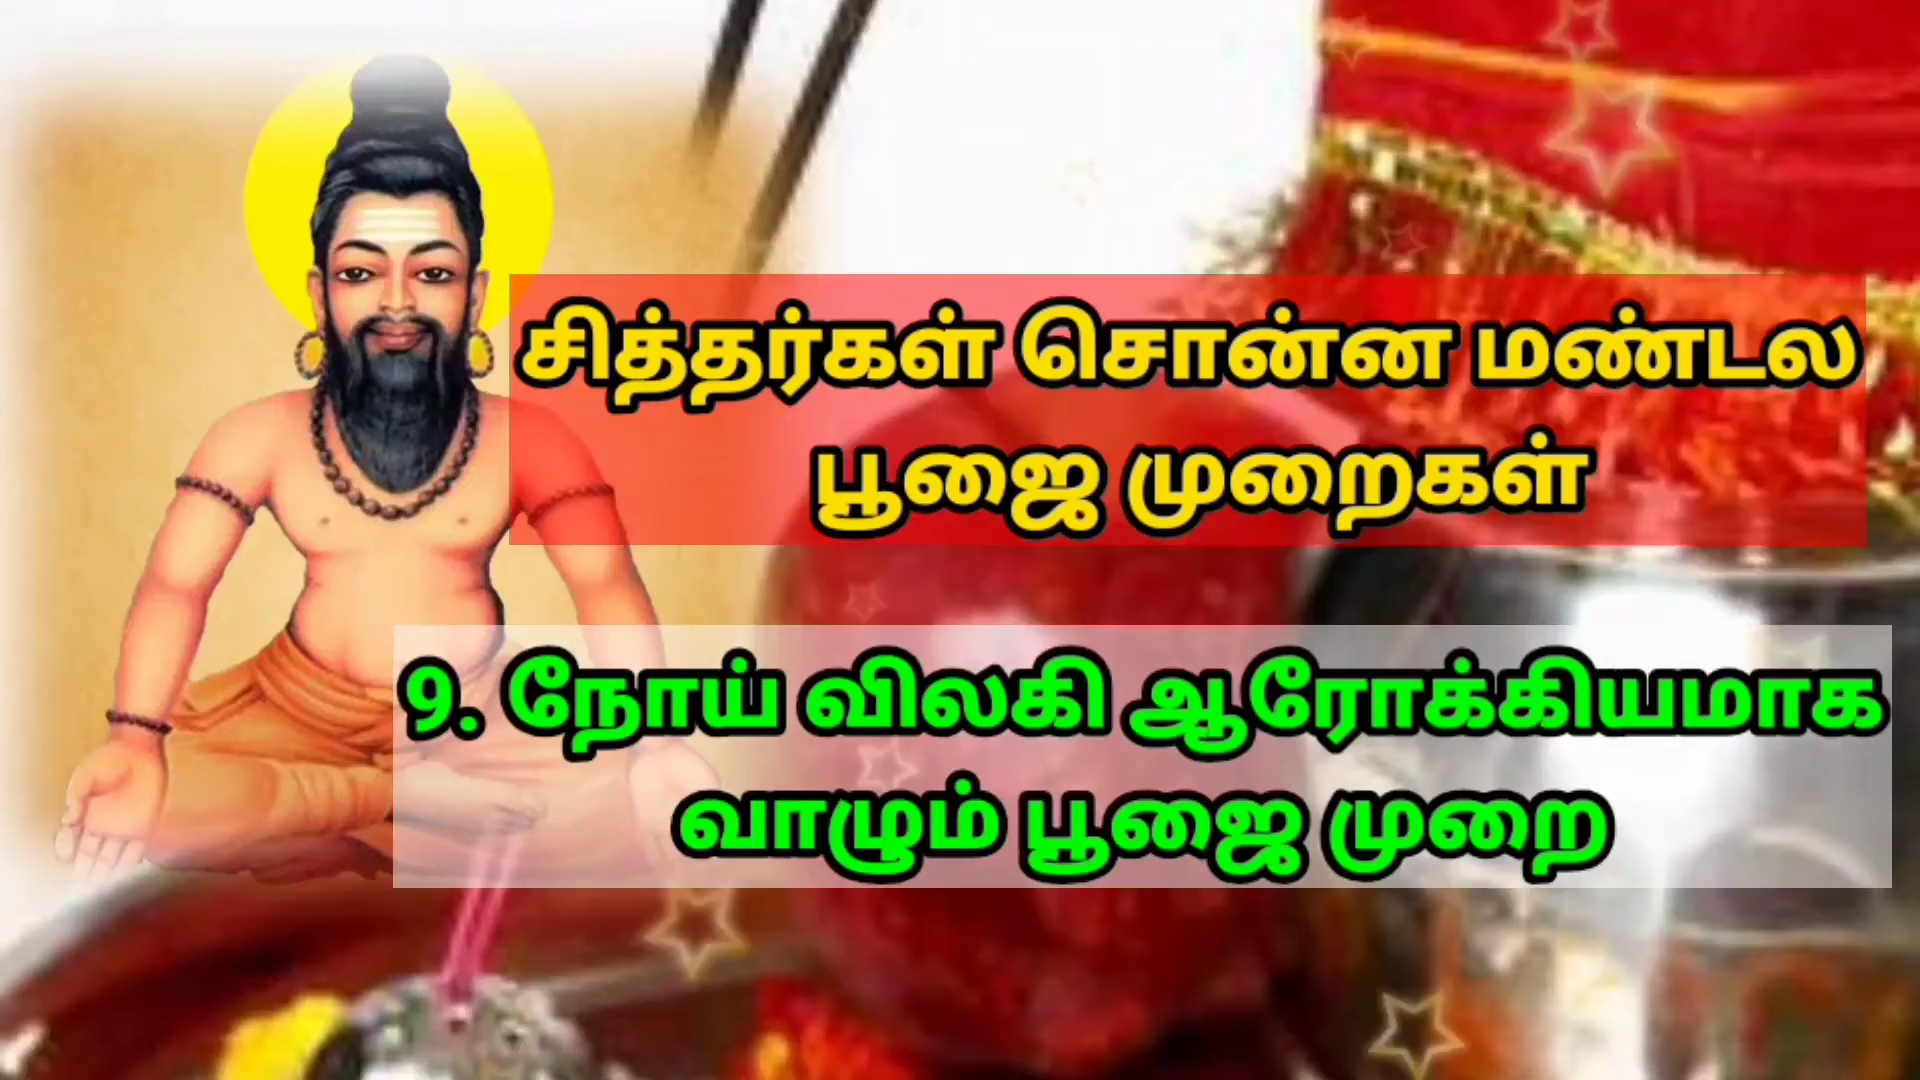 சித்தர்கள் சொன்ன மண்டல
பூஜை முறைகள்
9. நோய் விலகி ஆரோக்கியமாக
வாழும் பூஜை முறை